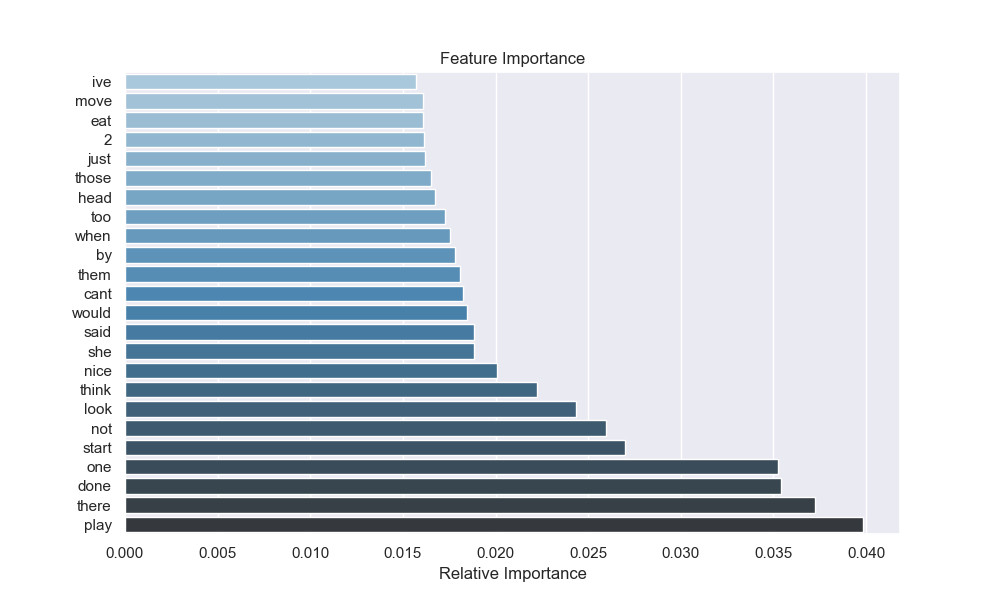 Feature Importance
ive
move
eat
2
just
those
head
too
when
by
them
cant
would
said
she
nice
think
look
not
start
one
done
there
play
0.000 0.005 0.010 0.015 0.020 0.025 0.030 0.035 0.040
Relative Importance